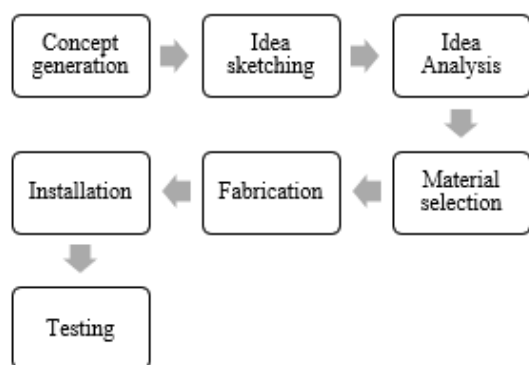 Concept
generation
Idea
sketching
Idea
Analysis
Material
selection
Fabrication
Installation
Testing